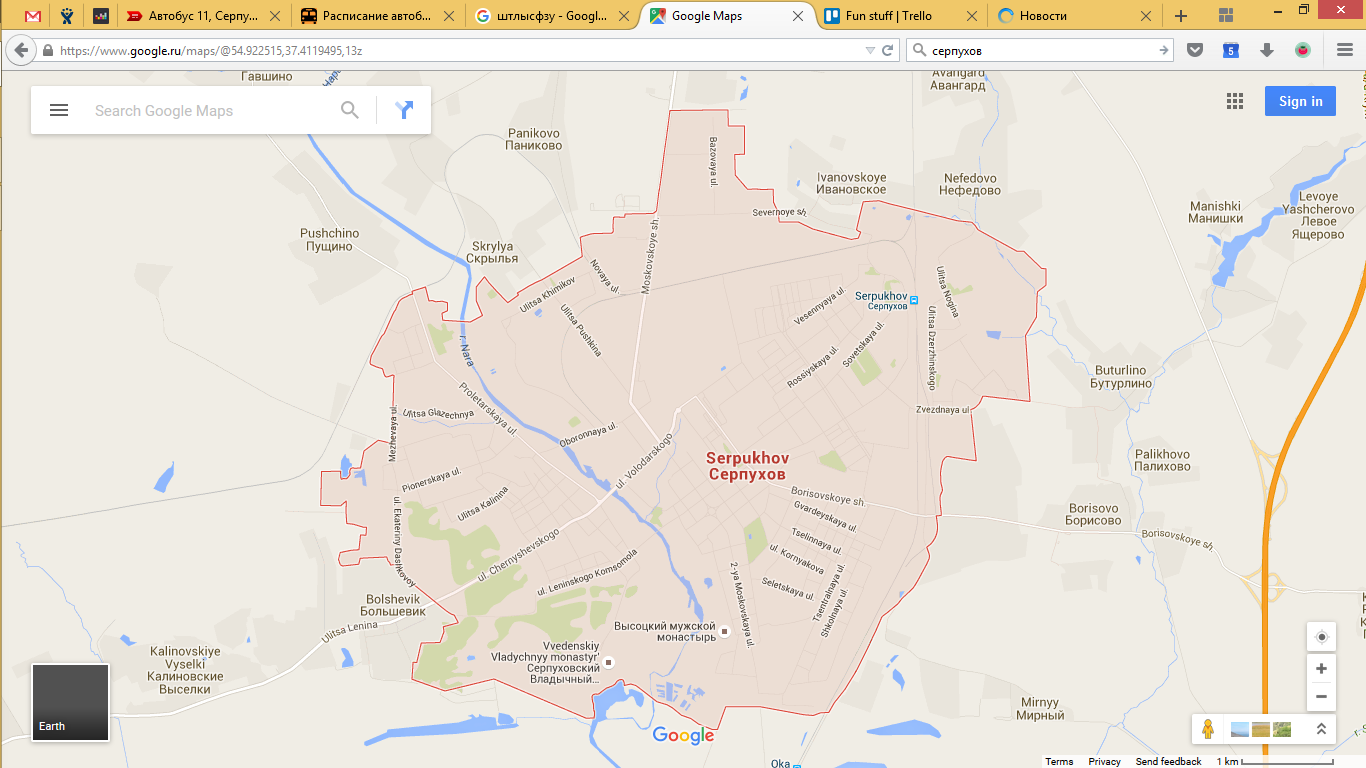 Автобус 11, Серпу...
Расписание автоб...
штлысфзу - Googl...
Google Maps
Fun stuff | Trello
Новости
https://www.google.ru/maps/@54.922515,37.4119495,13z
серпухов
5
Search Google Maps
Sign in
Гавшино
Avangard
Авангард
Panikovo
Паниково
Bazovaya ul.
Ivanovskoye
Ивановское
Nefedovo
Нефедово
Manishki
Манишки
Levoye
Yashcherovo
Левое
Ящерово
Severnoye sh.
Pushchino
Пущино
Skrylya
Скрылья
Moskovskoye sh.
Novaya ul.
Ulitsa Khimikov
Ulitsa Pushkina
Serpukhov
Серпухов
Ulitsa Nogina
Vesennyaya ul.
Sovetskaya ul.
Rossiyskaya ul.
Ulitsa Dzerzhinskogo
г. Nara
Buturlino
Бутурлино
Proletarskaya ul.
Ulitsa Glazechnya
Mezhevaya ul.
Zvezdnaya ul
Oboronnaya ul.
ul. Volodarskogo
Serpukhov
Серпухов
Palikhovo
Палихово
Pionerskaya ul.
Ulitsa Kalinina
Borisovskoye sh.
Gvardeyskaya ul.
Borisovo
Борисово
Borisovskoye sh.
ul. Ekateriny Dashkovoy
Tselinnaya ul.
ul. Chernyshevskogo
ul. Kornyakova
ul. Leninskogo Komsomola
2-ya Moskovskaya ul.
Seletskaya ul.
Tsentralnaya ul.
Shkolnaya ul.
Bolshevik
Большевик
Ulitsa Lenina
Высоцкий мужской
монастырь
Vvedenskiy
Vladychnyy monastyr'
Серпуховский
Владычный...
Kalinovskiye
Vyselki
Калиновские
Выселки
Mirnyy
Мирный
Earth
Google
Oka
Terms
Privacy
Send feedback
1 km